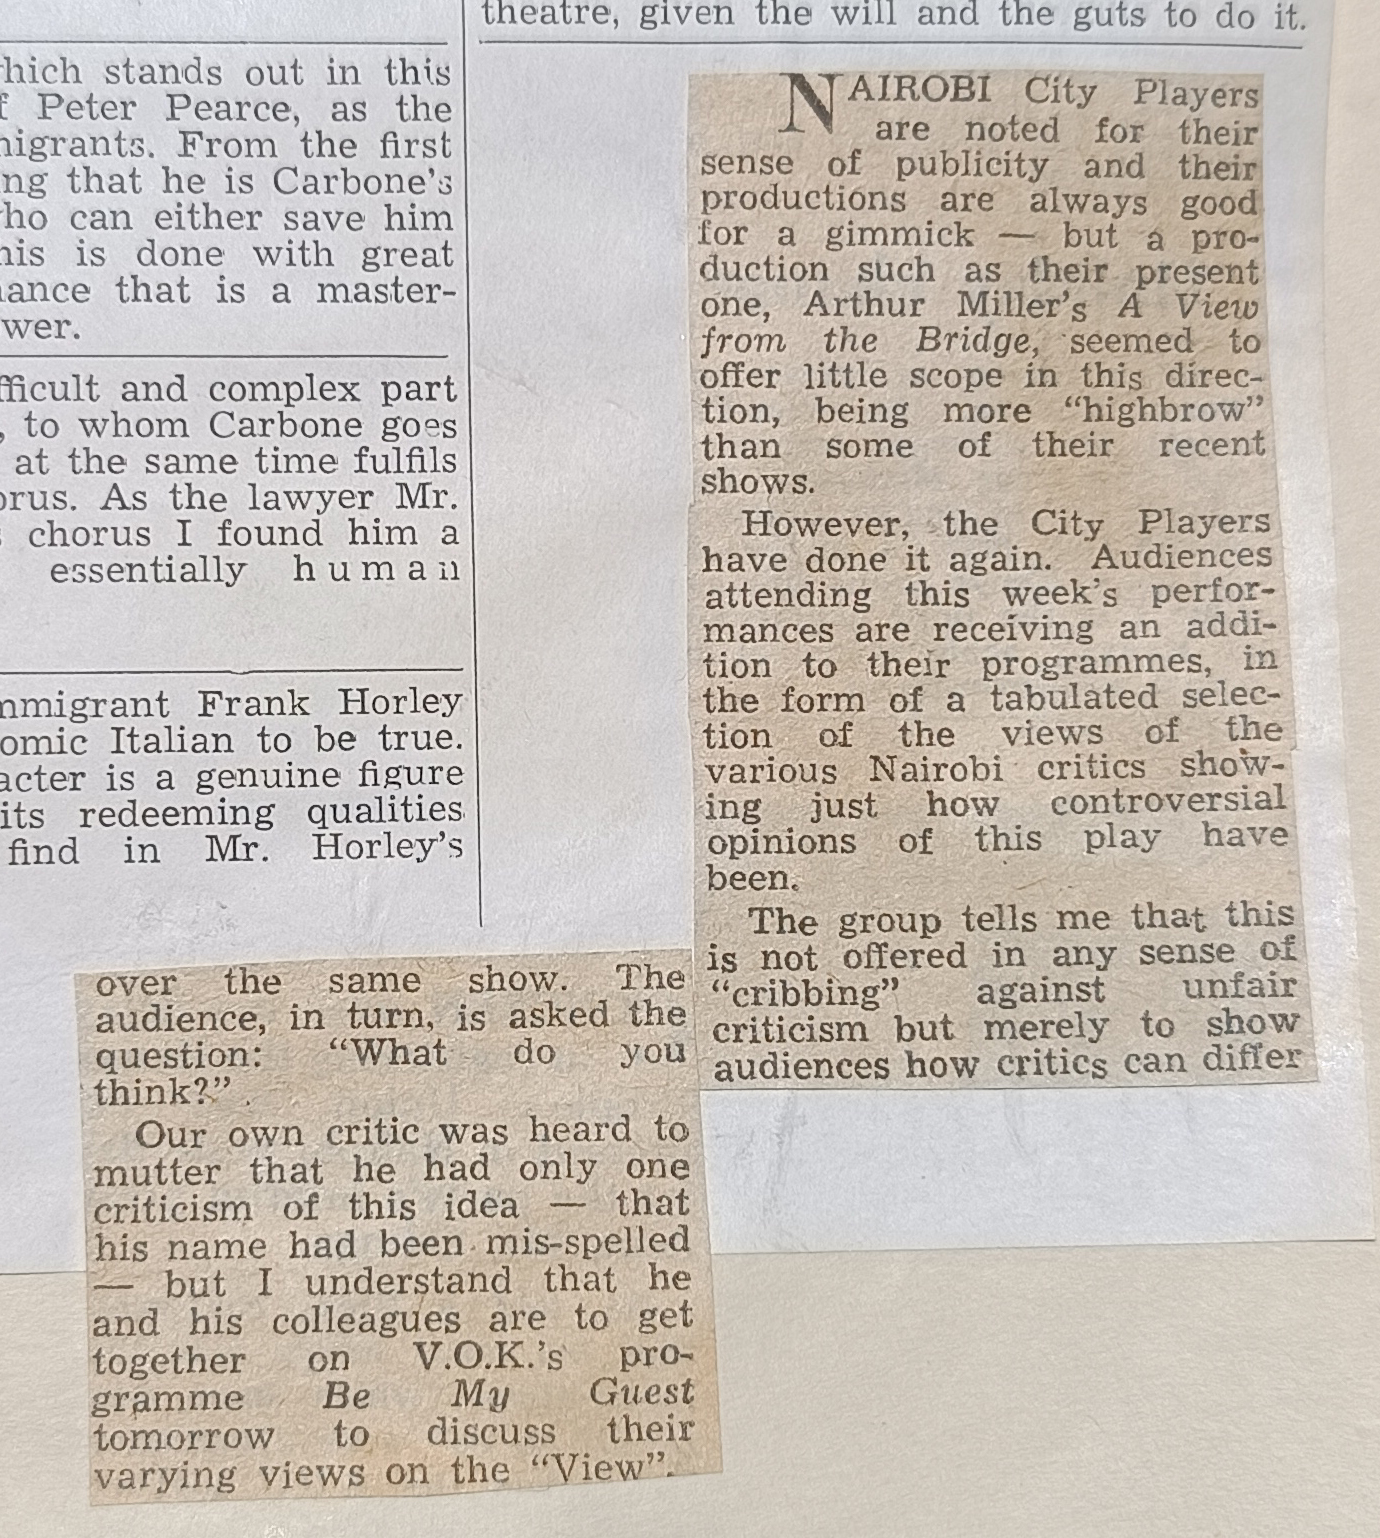 theatre, given the will and the guts to do it.
which stands out in this
Peter Pearce, as the
From the first
that he is Carbone's
who can either save him
is done with great
that is a master-
fficult and complex part
, to whom Carbone goes
at the same time fulfils
As the lawyer Mr.
chorus I found him a
essentially human
Frank Horley
Italian to be true.
is a genuine figure
its redeeming qualities
find in Mr. Horley's
NAIROBI City Players
are noted for their
sense of publicity and their
productions are always good
for a gimmick — but a pro-
duction such as their present
one, Arthur Miller's A View
from the Bridge, seemed to
offer little scope in this direc-
tion, being more “highbrow”
than some of their recent
shows.
However, the City Players
have done it again. Audiences
attending this week's perfor-
mances are receiving an addi-
tion to their programmes, in
the form of a tabulated selec-
tion of the views of the
various Nairobi critics show-
ing just how controversial
opinions of this play have
been.
The group tells me that this
is not offered in any sense of
“cribbing” against unfair
criticism but merely to show
audiences how critics can differ
over the same show. The
audience, in turn, is asked the
question: “What do you
think?”.
Our own critic was heard to
mutter that he had only one
criticism of this idea — that
his name had been mis-spelled
— but I understand that he
and his colleagues are to get
together on V.O.K.'s pro-
gramme Be My Guest
tomorrow to discuss their
varying views on the “View”.